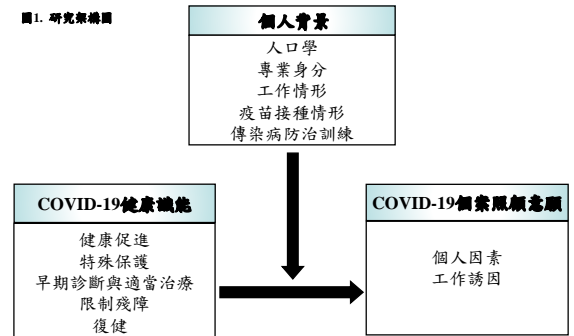 圖1. 研究架構圖
個人背景
人口學
專業身分
工作情形
疫苗接種情形
傳染病防治訓練
COVID-19健康識能
健康促進
特殊保護
早期診斷與適當治療
限制殘障
復健
COVID-19個案照顧意願
個人因素
工作誘因